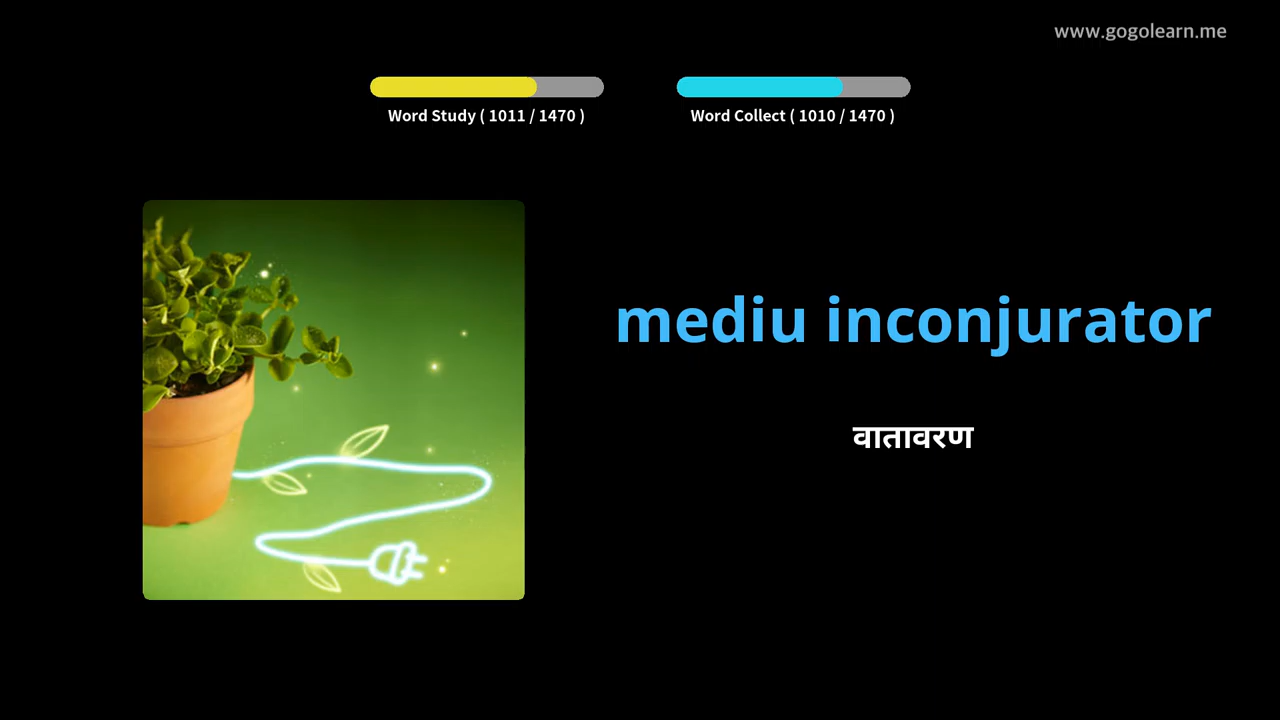 www.gogolearn.me
Word Study ( 1011 / 1470 )
Word Collect ( 1010 / 1470 )
mediu inconjurator
वातावरण